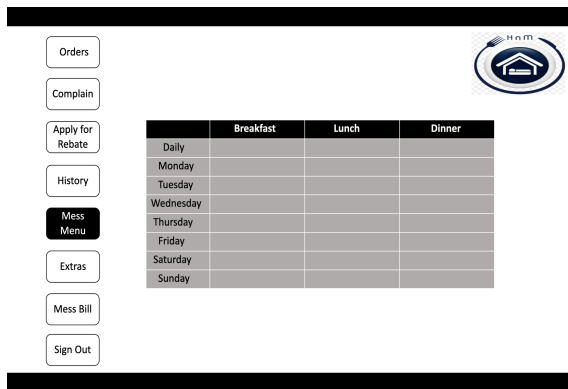 HOM
Orders
Complain
Apply for
Rebate
History
Mess
Menu
Extras
Mess Bill
Sign Out
Breakfast Lunch Dinner
Daily
Monday
Tuesday
Wednesday
Thursday
Friday
Saturday
Sunday